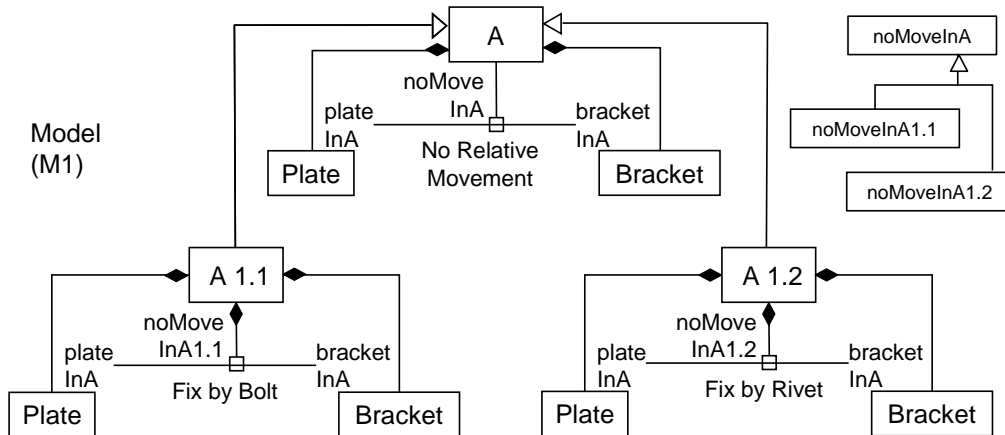 A
noMoveInA
noMove
InA
plate
InA
bracket
InA
noMoveInA1.1
Model
(M1)
No Relative
Movement
Plate
Bracket
noMoveInA1.2
A 1.1
A 1.2
noMove
InA1.1
plate
InA
bracket
InA
Fix by Bolt
Plate
Bracket
noMove
InA1.2
plate
InA
bracket
InA
Fix by Rivet
Plate
Bracket